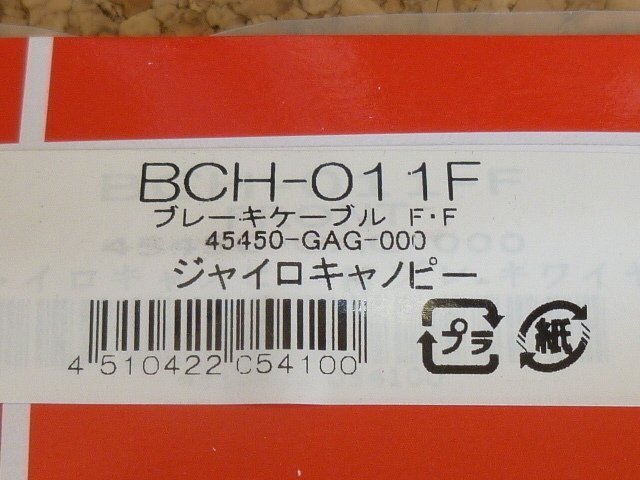 BCH-011F
ブレーキケーブル F・F
45450-GAG-000
ジャイロキャノピー
4 510422 054100
プラ
紙